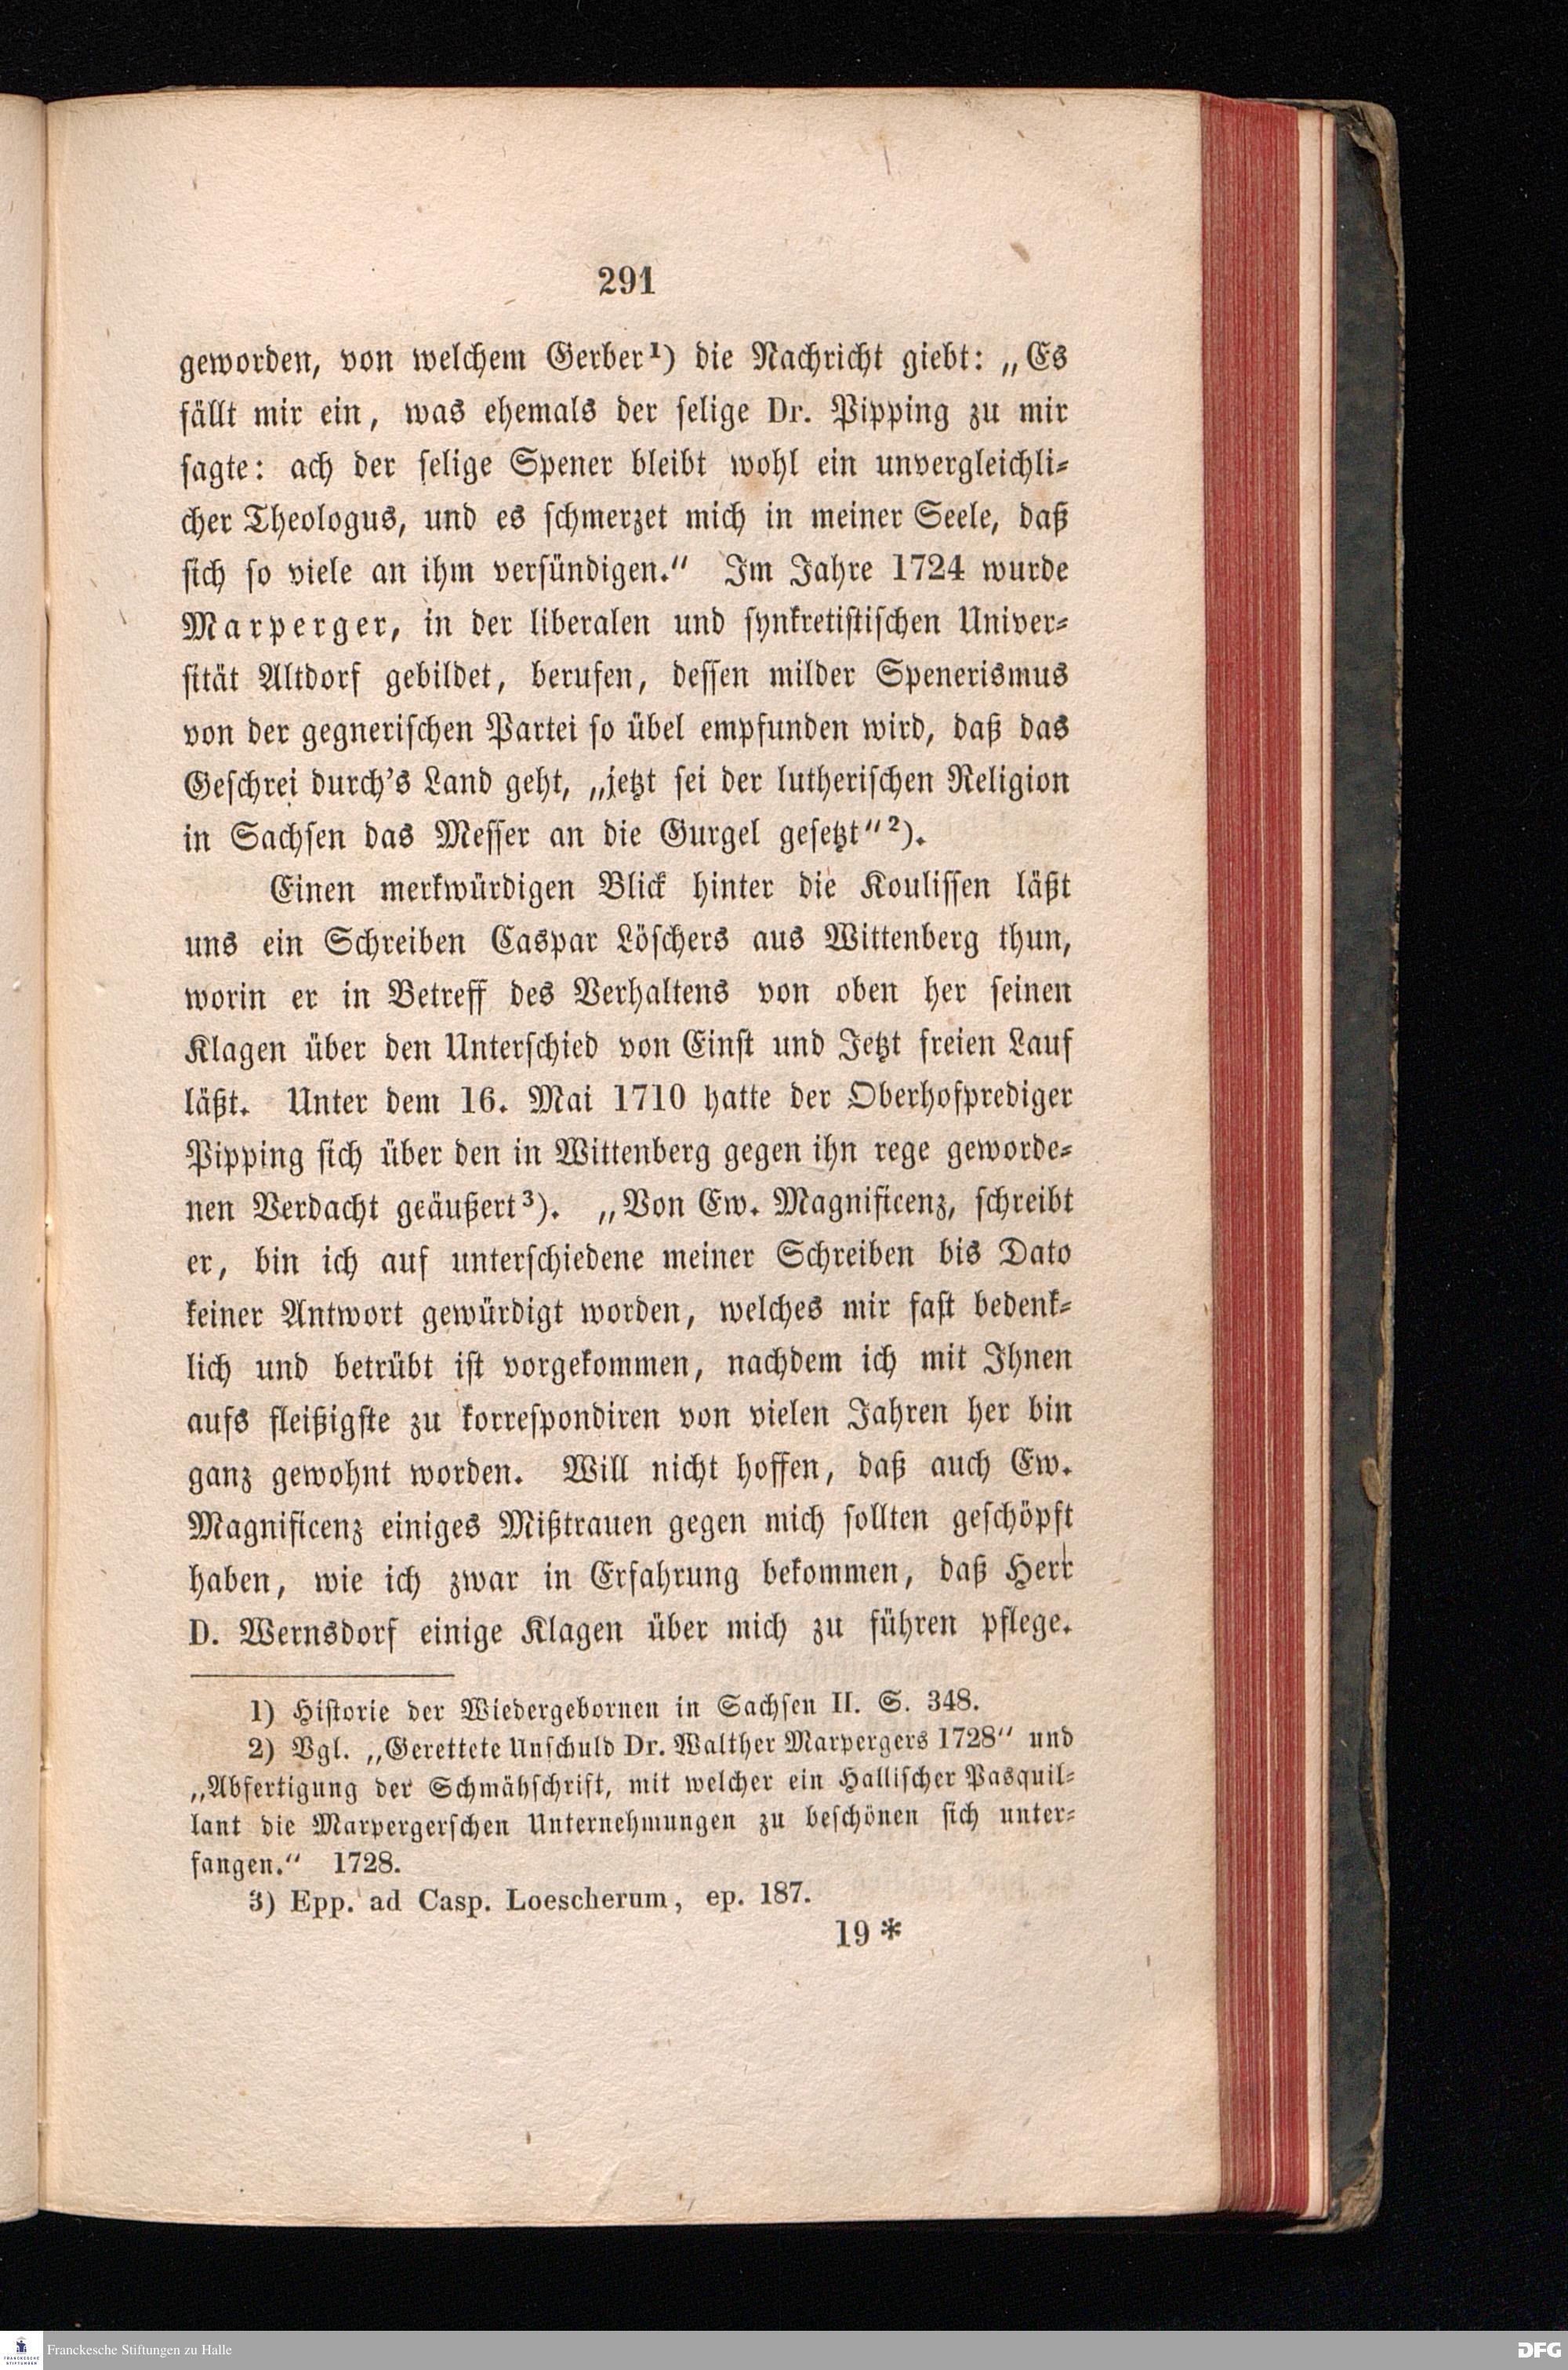 291
geworden, von welchem Gerber¹) die Nachricht giebt: „Es
fällt mir ein, was ehemals der selige Dr. Pipping zu mir
sagte: ach der selige Spener bleibt wohl ein unvergleichli-
cher Theologus, und es schmerzet mich in meiner Seele, daß
sich so viele an ihm versündigen.“ Im Jahre 1724 wurde
Marperger, in der liberalen und synkretistischen Univer-
sität Altdorf gebildet, berufen, dessen milder Spenerismus
von der gegnerischen Partei so übel empfunden wird, daß das
Geschrei durch's Land geht, „jetzt sei der lutherischen Religion
in Sachsen das Messer an die Gurgel gesetzt“²).
Einen merkwürdigen Blick hinter die Koulissen läßt
uns ein Schreiben Caspar Löschers aus Wittenberg thun,
worin er in Betreff des Verhaltens von oben her seinen
Klagen über den Unterschied von Einst und Jetzt freien Lauf
läßt. Unter dem 16. Mai 1710 hatte der Oberhofprediger
Pipping sich über den in Wittenberg gegen ihn rege geworde-
nen Verdacht geäußert³). „Von Ew. Magnificenz, schreibt
er, bin ich auf unterschiedene meiner Schreiben bis Dato
keiner Antwort gewürdigt worden, welches mir fast bedenk-
lich und betrübt ist vorgekommen, nachdem ich mit Ihnen
aufs fleißigste zu korrespondiren von vielen Jahren her bin
ganz gewohnt worden. Will nicht hoffen, daß auch Ew.
Magnificenz einiges Mißtrauen gegen mich sollten geschöpft
haben, wie ich zwar in Erfahrung bekommen, daß Herr
D. Wernsdorf einige Klagen über mich zu führen pflege.
1) Historie der Wiedergebornen in Sachsen II. S. 348.
2) Vgl. „Gerettete Unschuld Dr. Walther Marpergers 1728“ und
„Abfertigung der Schmähschrift, mit welcher ein Hallischer Pasquil-
lant die Marpergerschen Unternehmungen zu beschönen sich unter-
fangen.“ 1728.
3) Epp. ad Casp. Loescherum, ep. 187.
19*
Franckesche Stiftungen zu Halle
DFG